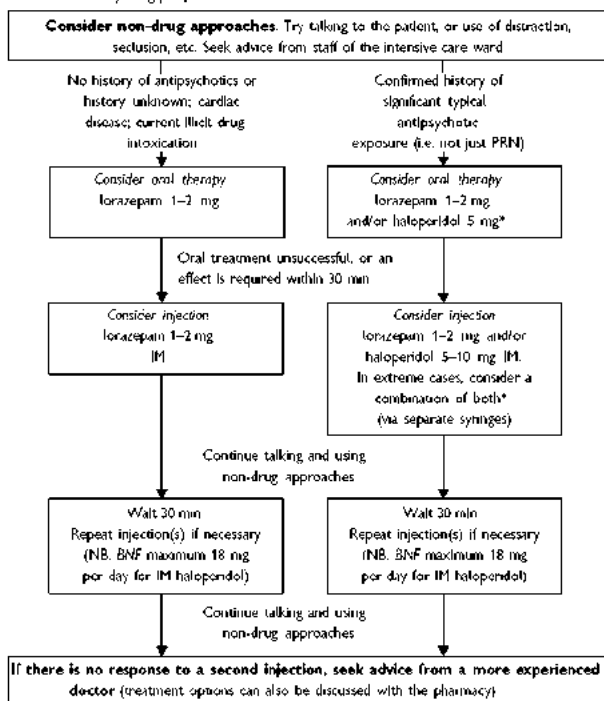 Consider non-drug approaches. Try talking to the patient, or use of distraction,
seclusion, etc. Seek advice from staff of the intensive care ward
No history of antipsychotics or
history unknown; cardiac
disease; current illicit drug
intoxication
Confirmed history of
significant typical
antipsychotic
exposure (i.e. not just PRN)
Consider oral therapy
lorazepam 1–2 mg
Consider oral therapy
lorazepam 1–2 mg
and/or haloperidol 5 mg*
Oral treatment unsuccessful, or an
effect is required within 30 min
Consider injection
lorazepam 1–2 mg
IM
Consider injection
lorazepam 1–2 mg and/or
haloperidol 5–10 mg IM.
In extreme cases, consider a
combination of both*
(via separate syringes)
Continue talking and using
non-drug approaches
Wait 30 min
Repeat injection(s) if necessary
(NB. BNF maximum 18 mg
per day for IM haloperidol)
Wait 30 min
Repeat injection(s) if necessary
(NB. BNF maximum 18 mg
per day for IM haloperidol)
Continue talking and using
non-drug approaches
If there is no response to a second injection, seek advice from a more experienced
doctor (treatment options can also be discussed with the pharmacy)